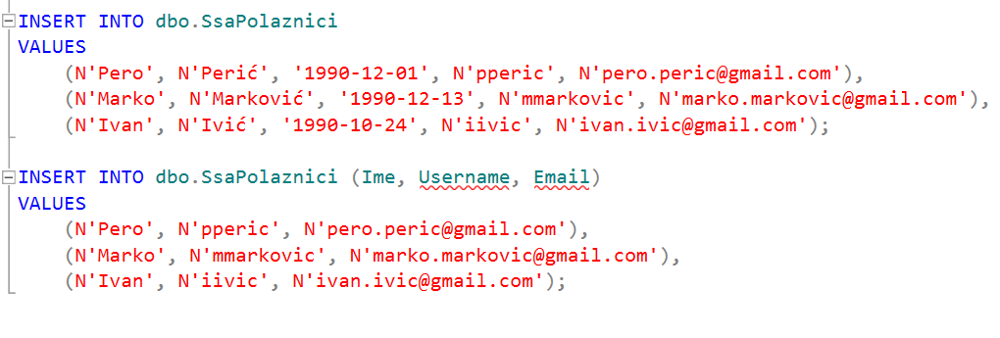 INSERT INTO dbo.SsaPolaznici
VALUES
(N'Pero', N'Perić', '1990-12-01', N'pperic', N'pero.peric@gmail.com'),
(N'Marko', N'Marković', '1990-12-13', N'mmarkovic', N'marko.markovic@gmail.com'),
(N'Ivan', N'Ivić', '1990-10-24', N'iivic', N'ivan.ivic@gmail.com');
INSERT INTO dbo.SsaPolaznici (Ime, Username, Email)
VALUES
(N'Pero', N'pperic', N'pero.peric@gmail.com'),
(N'Marko', N'mmarkovic', N'marko.markovic@gmail.com'),
(N'Ivan', N'iivic', N'ivan.ivic@gmail.com');